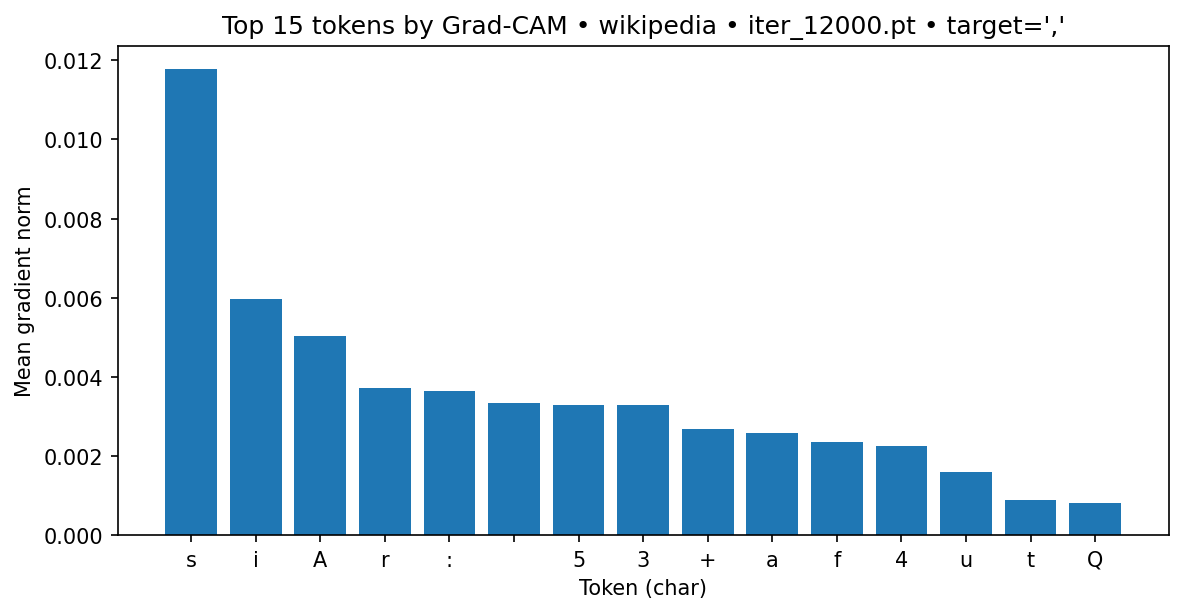 Top 15 tokens by Grad-CAM • wikipedia • iter_12000.pt • target=','
0.012
0.010
0.008
0.006
0.004
0.002
0.000
Mean gradient norm
s i A r : 5 3 + a f 4 u t Q
Token (char)